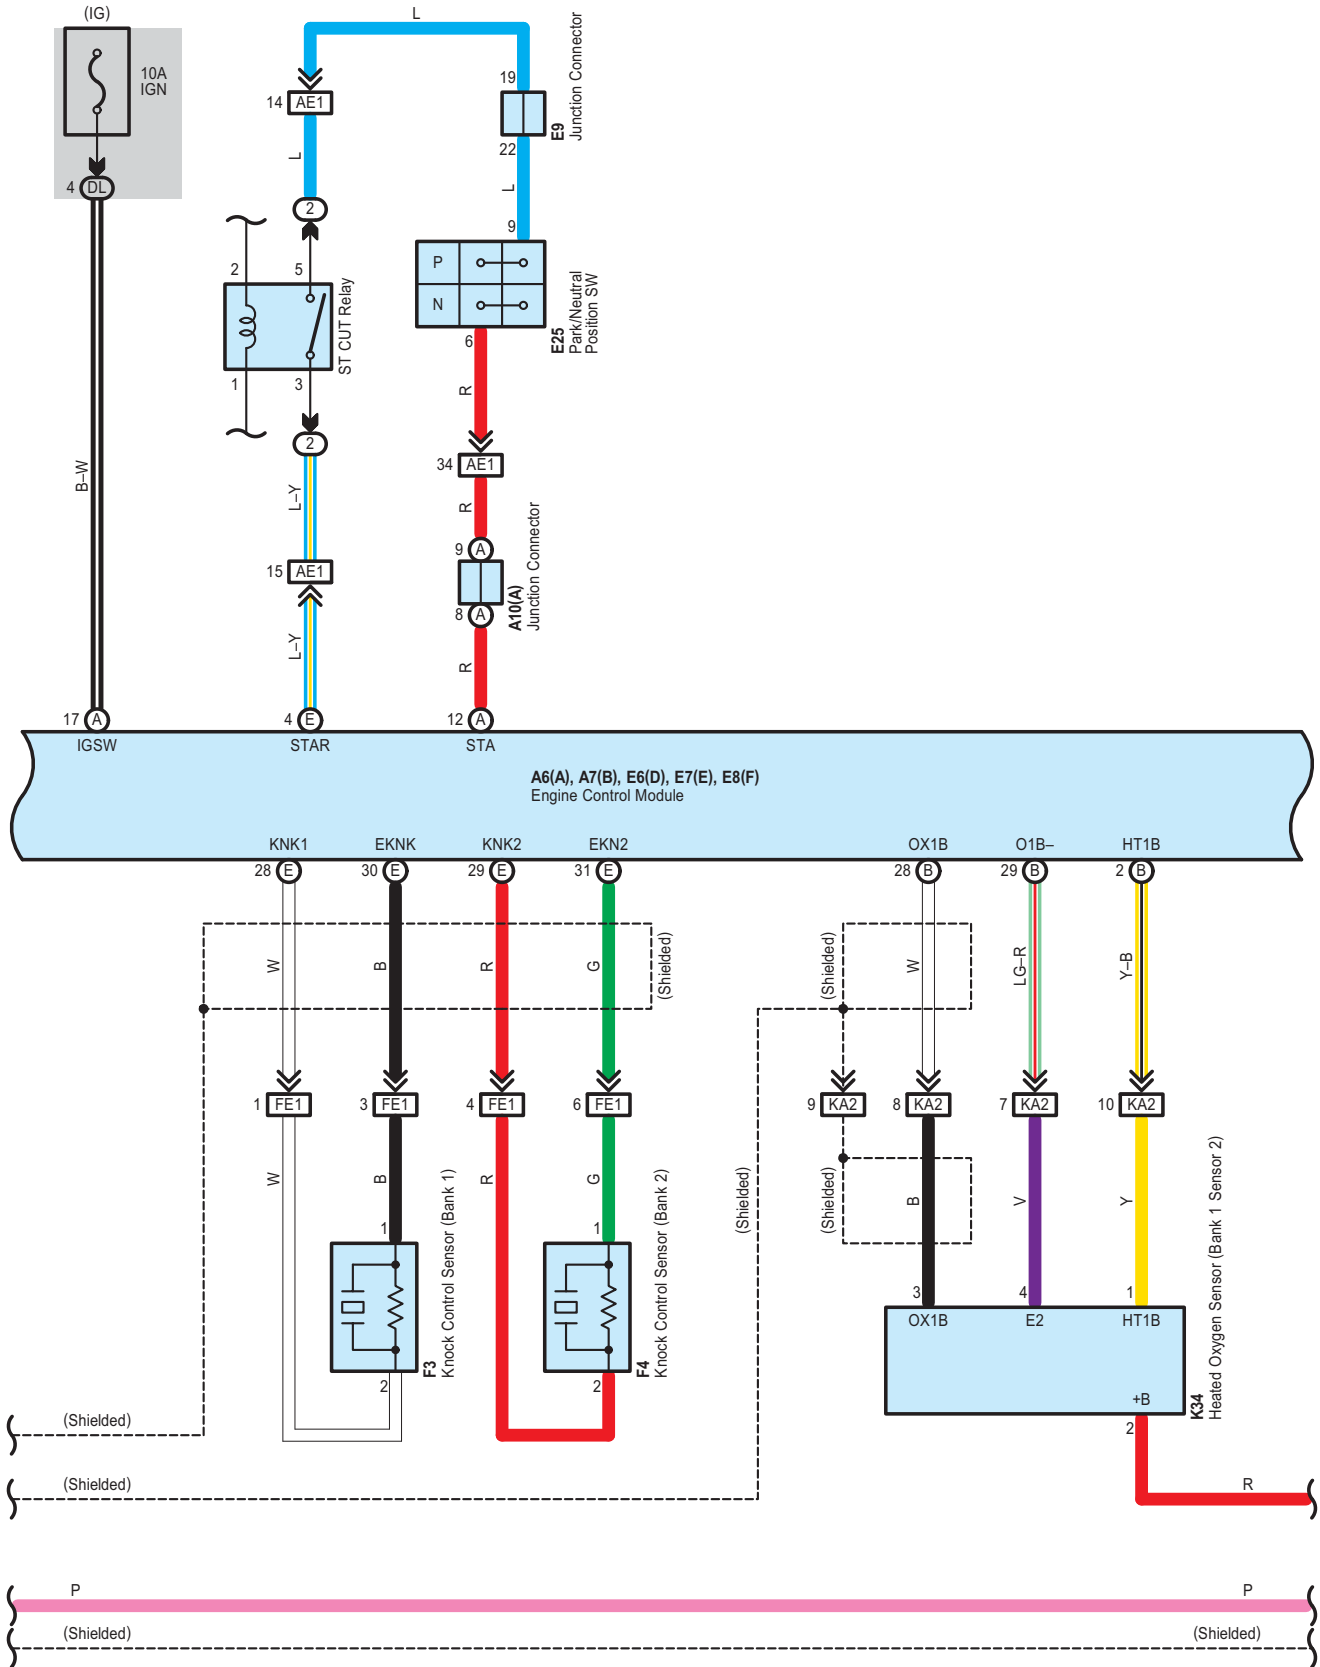 (IG)
L
10A
IGN
4 DL
14 AE1
19
E9
Junction Connector
22
L
L
2
9
P
N
2
5
ST CUT Relay
E25
Park/Neutral
Position SW
6
1
3
R
2
34 AE1
B–W
L–Y
R
9 A
15 AE1
A10(A)
Junction Connector
8 A
L–Y
R
17 A
4 E
12 A
IGSW
STAR
STA
A6(A), A7(B), E6(D), E7(E), E8(F)
Engine Control Module
KNK1
EKNK
KNK2
EKN2
OX1B
O1B–
HT1B
28 E
30 E
29 E
31 E
28 B
29 B
2 B
W
B
R
G
(Shielded)
(Shielded)
W
LG–R
Y–B
1 FE1
3 FE1
4 FE1
6 FE1
9 KA2
8 KA2
7 KA2
10 KA2
W
B
R
G
(Shielded)
(Shielded)
B
V
Y
1
1
F3
Knock Control Sensor (Bank 1)
F4
Knock Control Sensor (Bank 2)
3
4
1
OX1B
E2
HT1B
K34
Heated Oxygen Sensor (Bank 1 Sensor 2)
2
2
+B
2
(Shielded)
(Shielded)
R
P
P
(Shielded)
(Shielded)